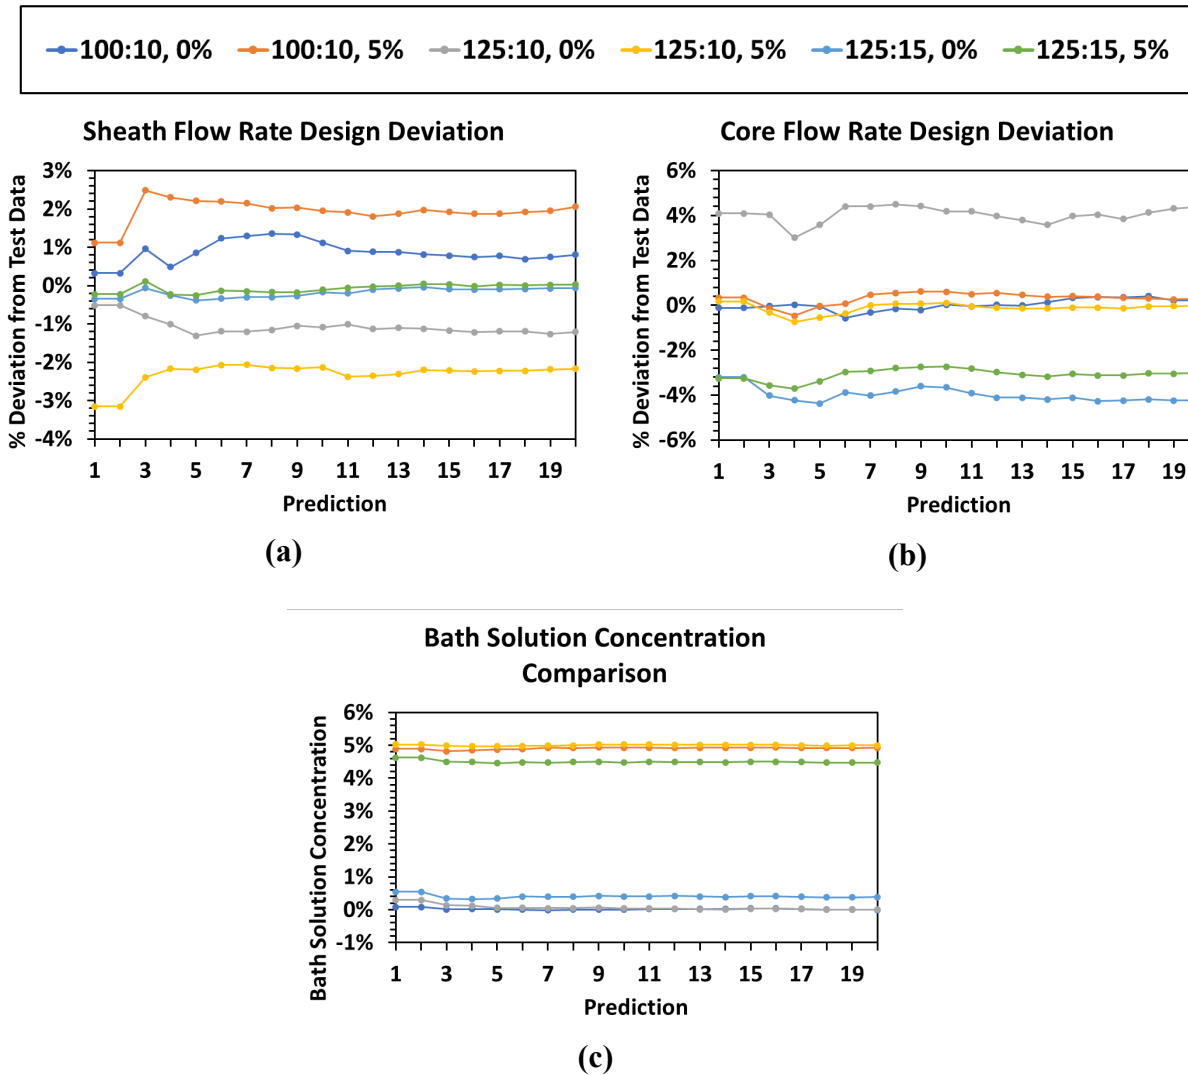 100:10, 0% 100:10, 5% 125:10, 0% 125:10, 5% 125:15, 0% 125:15, 5%
Sheath Flow Rate Design Deviation
% Deviation from Test Data
3%
2%
1%
0%
-1%
-2%
-3%
-4%
1 3 5 7 9 11 13 15 17 19
Prediction
(a)
Core Flow Rate Design Deviation
% Deviation from Test Data
6%
4%
2%
0%
-2%
-4%
-6%
1 3 5 7 9 11 13 15 17 19
Prediction
(b)
Bath Solution Concentration
Comparison
Bath Solution Concentration
6%
5%
4%
3%
2%
1%
0%
-1%
1 3 5 7 9 11 13 15 17 19
Prediction
(c)